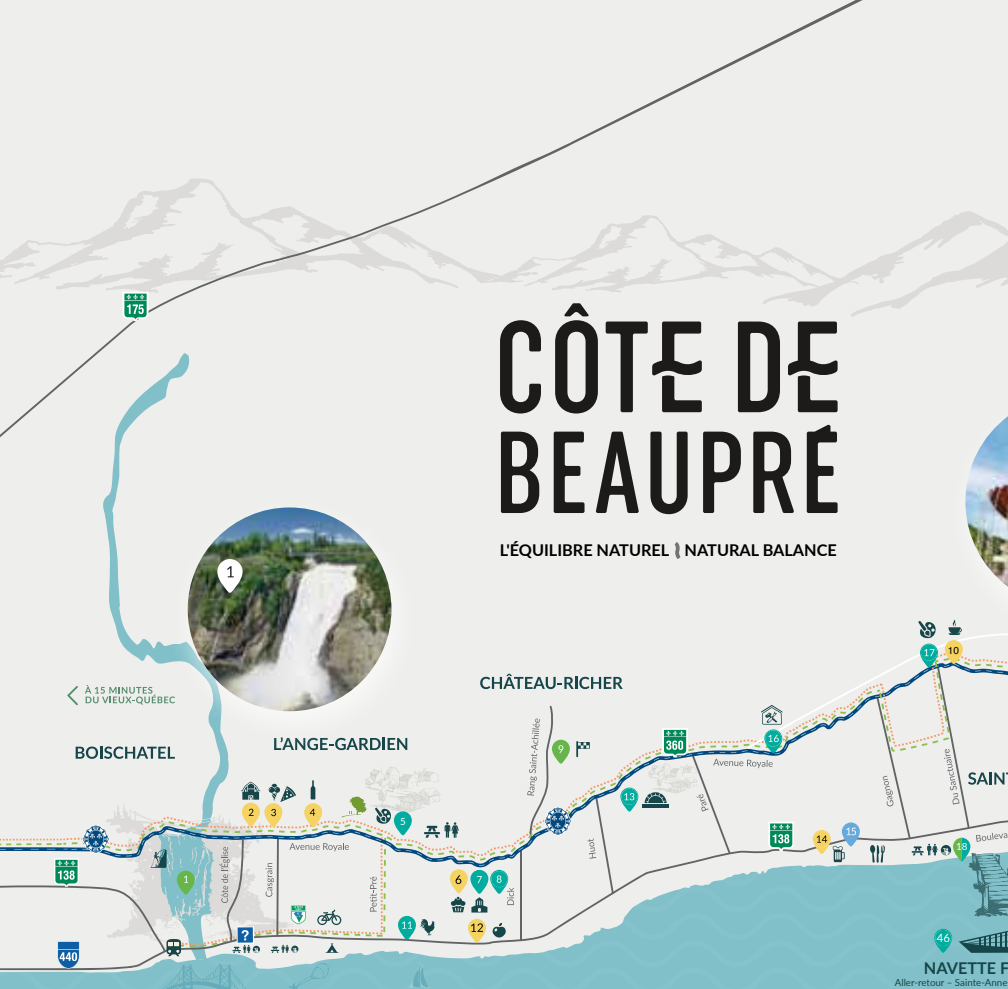 175
CÔTE DE
BEAUPRÉ
L'ÉQUILIBRE NATUREL NATURAL BALANCE
1
À 15 MINUTES
DU VIEUX-QUÉBEC
BOISCHATEL
L'ANGE-GARDIEN
CHÂTEAU-RICHER
SAINT
17
10
Rang Saint-Achillée
9
360
16
Avenue Royale
13
Paré
Huot
Gagnon
Du Sanctuaire
2
3
4
5
138
14
15
18
Bouleva
Avenue Royale
138
1
Côte de l'Église
Casgrain
Petit-Pré
6
7
8
Dick
11
12
?
440
46
NAVETTE F
Aller-retour – Sainte-Anne